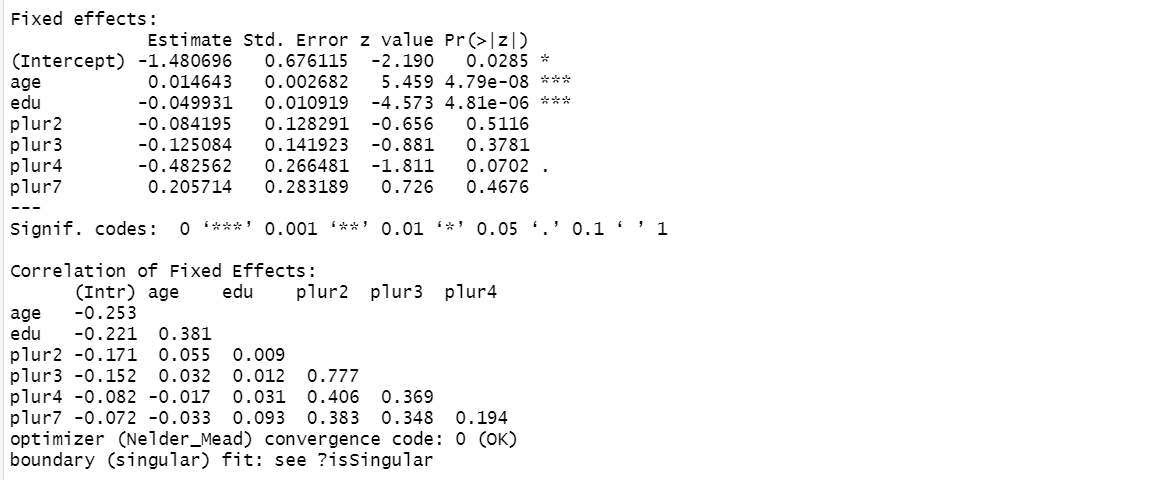 Fixed effects:
             Estimate Std. Error z value Pr(>|z|)
(Intercept) -1.480696   0.676115  -2.190   0.0285 *
age          0.014643   0.002682   5.459 4.79e-08 ***
edu         -0.049931   0.010919  -4.573 4.81e-06 ***
plur2       -0.084195   0.128291  -0.656   0.5116
plur3       -0.125084   0.141923  -0.881   0.3781
plur4       -0.482562   0.266481  -1.811   0.0702 .
plur7        0.205714   0.283189   0.726   0.4676
---
Signif. codes:  0 ‘***’ 0.001 ‘**’ 0.01 ‘*’ 0.05 ‘.’ 0.1 ‘ ’ 1

Correlation of Fixed Effects:
      (Intr) age    edu    plur2  plur3  plur4
age   -0.253
edu   -0.221  0.381
plur2 -0.171  0.055  0.009
plur3 -0.152  0.032  0.012  0.777
plur4 -0.082 -0.017  0.031  0.406  0.369
plur7 -0.072 -0.033  0.093  0.383  0.348  0.194
optimizer (Nelder_Mead) convergence code: 0 (OK)
boundary (singular) fit: see ?isSingular